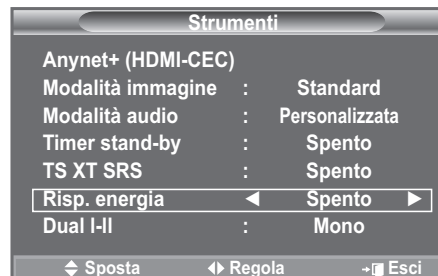 Strumenti
Anynet+ (HDMI-CEC)
Modalità immagine : Standard
Modalità audio : Personalizzata
Timer stand-by : Spento
TS XT SRS : Spento
Risp. energia ◄ Spento ►
Dual I-II : Mono
Sposta Regola Esci